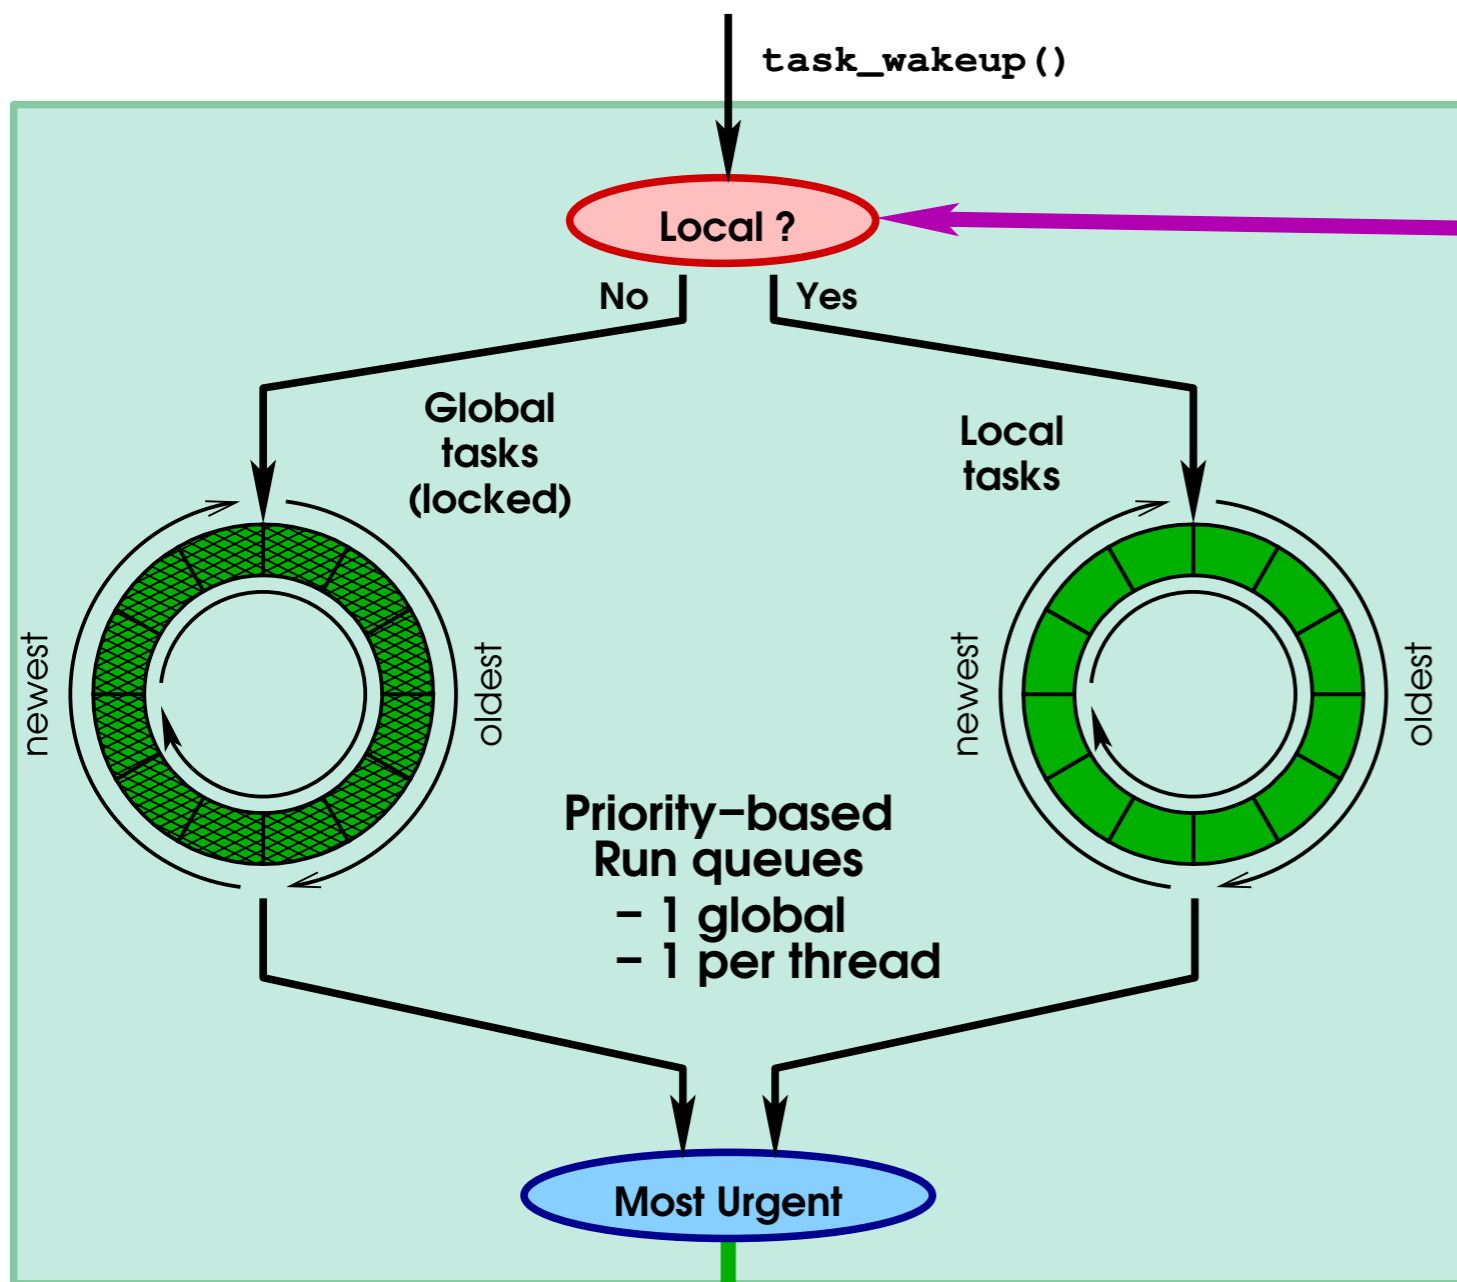 task_wakeup()
Local ?
No
Yes
Global
tasks
(locked)
Local
tasks
newest
oldest
newest
oldest
Priority–based
Run queues
– 1 global
– 1 per thread
Most Urgent